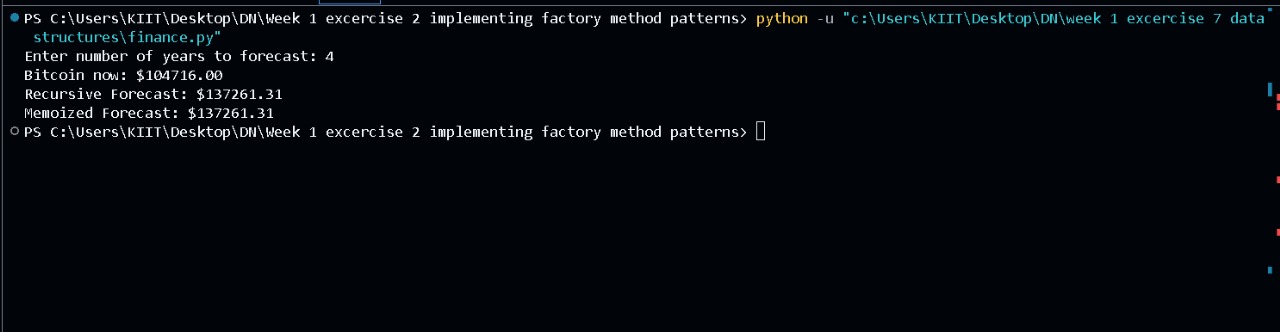 PS C:\Users\KIIT\Desktop\DN\Week 1 excercise 2 implementing factory method patterns> python -u "c:\Users\KIIT\Desktop\DN\week 1 excercise 7 data
structures\finance.py"
Enter number of years to forecast: 4
Bitcoin now: $104716.00
Recursive Forecast: $137261.31
Memoized Forecast: $137261.31
PS C:\Users\KIIT\Desktop\DN\Week 1 excercise 2 implementing factory method patterns>